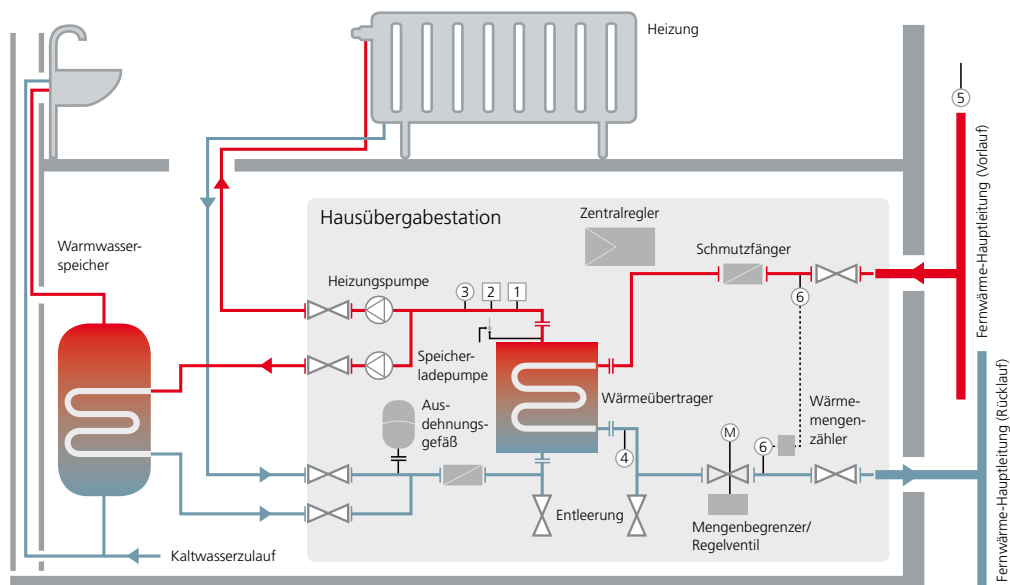 Heizung
5
Fernwärme-Hauptleitung (Vorlauf)
Hausübergabestation
Zentralregler
Schmutzfänger
Warmwasser-
speicher
Heizungspumpe
3
2
1
6
Speicher-
ladepumpe
Wärmeübertrager
Aus-
dehnungs-
gefäß
Wärme-
mengen-
zähler
Fernwärme-Hauptleitung (Rücklauf)
M
6
4
Entleerung
Mengenbegrenzer/
Regelventil
Kaltwasserzulauf